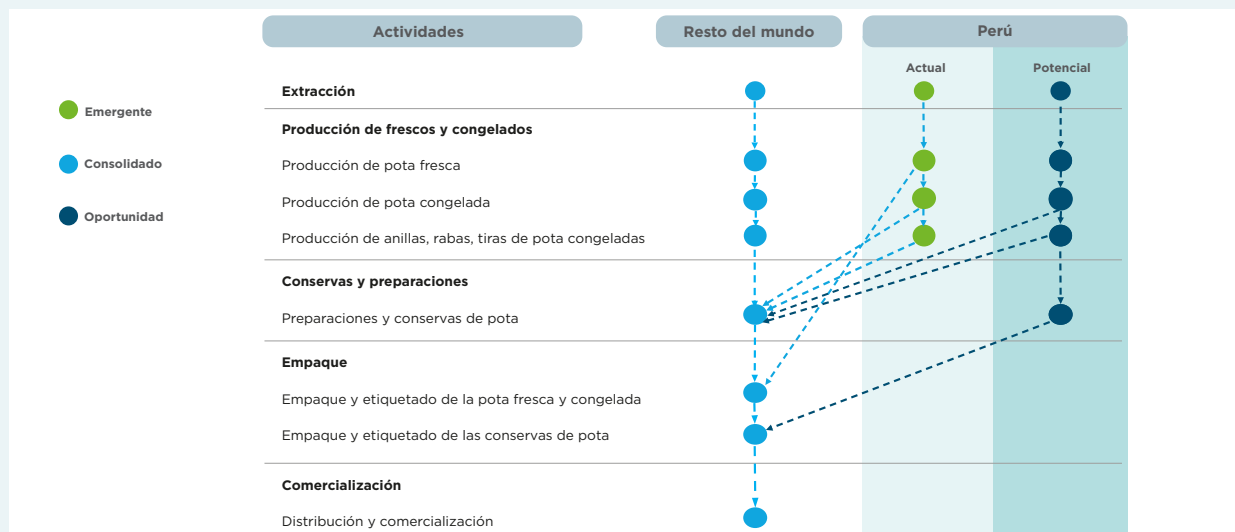 Actividades
Resto del mundo
Perú
Actual
Potencial
Emergente
Consolidado
Oportunidad
Extracción
Producción de frescos y congelados
Producción de pota fresca
Producción de pota congelada
Producción de anillas, rabas, tiras de pota congeladas
Conservas y preparaciones
Preparaciones y conservas de pota
Empaque
Empaque y etiquetado de la pota fresca y congelada
Empaque y etiquetado de las conservas de pota
Comercialización
Distribución y comercialización